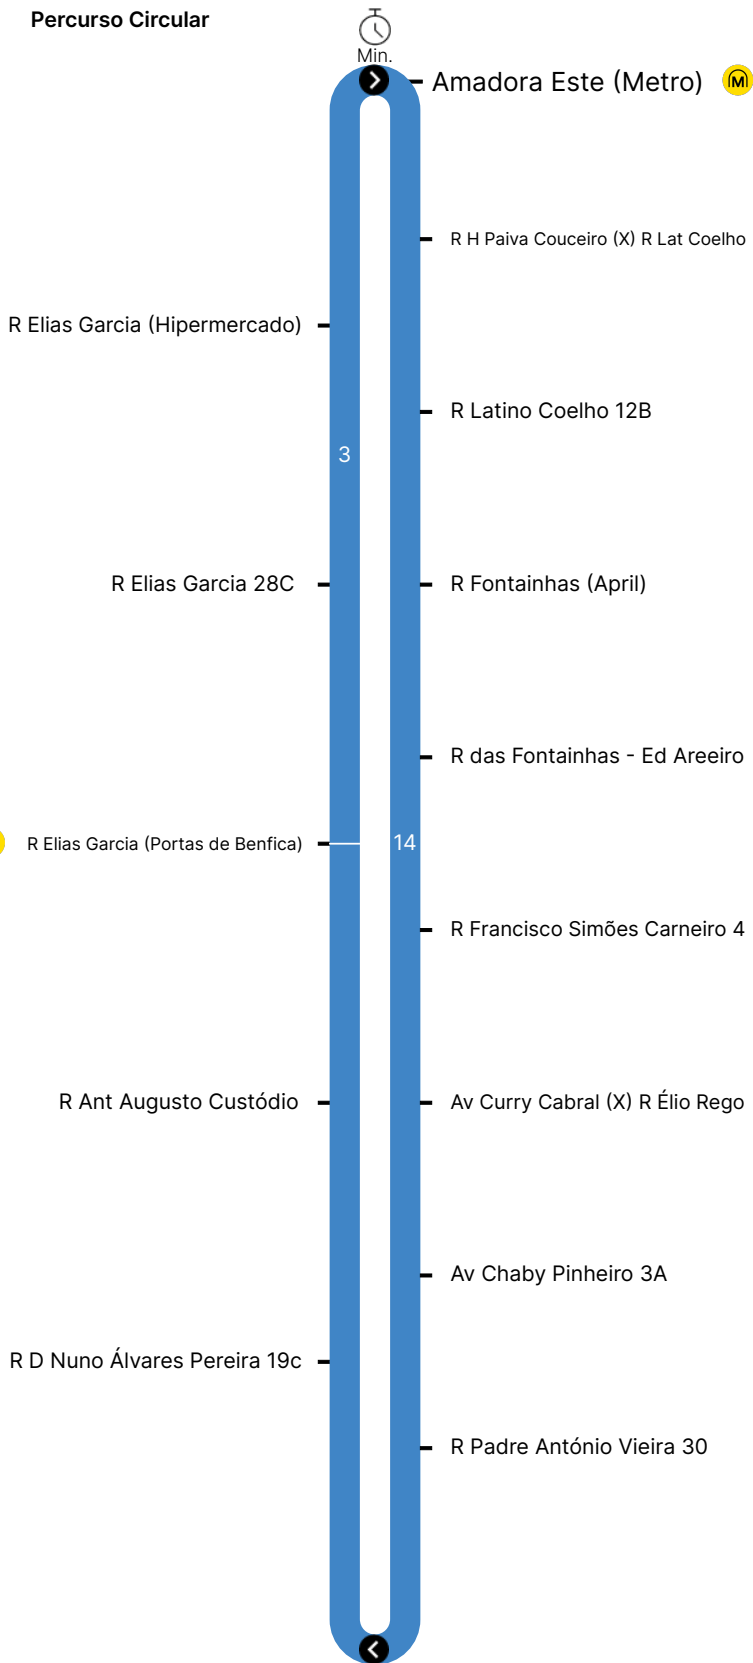 Percurso Circular
Min.
Amadora Este (Metro) M
R H Paiva Couceiro (X) R Lat Coelho
R Elias Garcia (Hipermercado)
R Latino Coelho 12B
3
R Elias Garcia 28C
R Fontainhas (April)
R das Fontainhas - Ed Areeiro
R Elias Garcia (Portas de Benfica)
14
R Francisco Simões Carneiro 4
R Ant Augusto Custódio
Av Curry Cabral (X) R Élio Rego
Av Chaby Pinheiro 3A
R D Nuno Álvares Pereira 19c
R Padre António Vieira 30